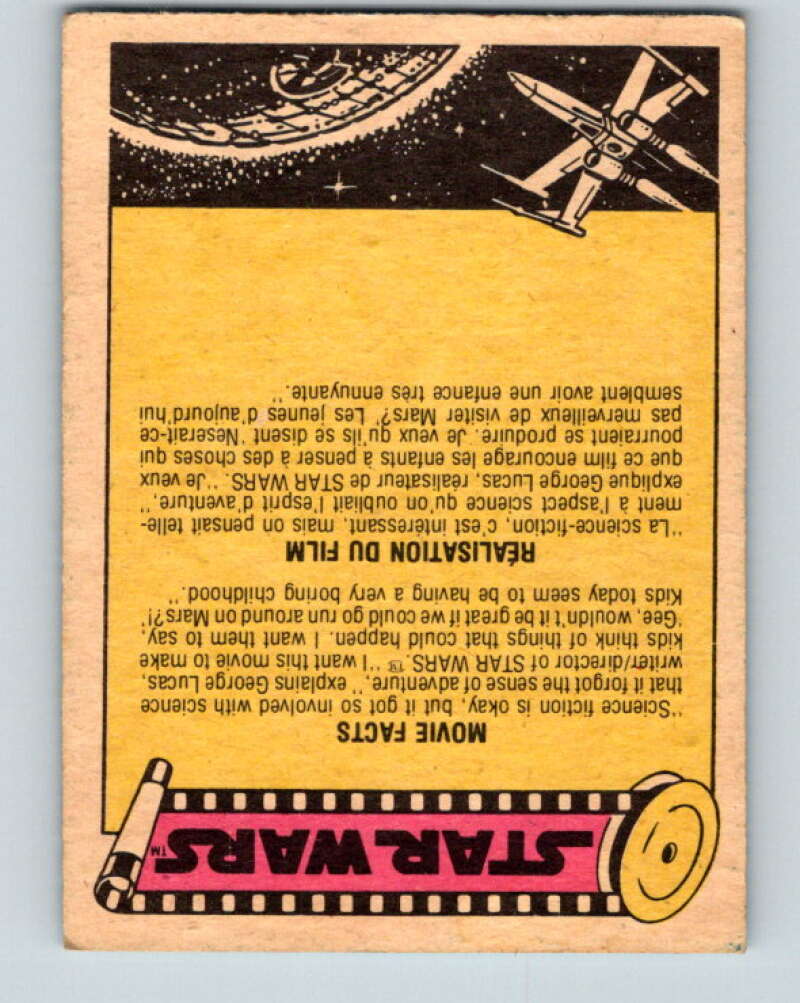 STAR WARS™
MOVIE FACTS
"Science fiction is okay, but it got so involved with science
that it forgot the sense of adventure," explains George Lucas,
writer/director of STAR WARS.™ "I want this movie to make
kids think of things that could happen. I want them to say,
'Gee, wouldn't it be great if we could go run around on Mars?!'
Kids today seem to be having a very boring childhood."
RÉALISATION DU FILM
"La science-fiction, c'est intéressant, mais on pensait telle-
ment à l'aspect science qu'on oubliait l'esprit d'aventure,"
explique George Lucas, réalisateur de STAR WARS. "Je veux
que ce film encourage les enfants à penser à des choses qui
pourraient se produire. Je veux qu'ils se disent 'Neserait-ce
pas merveilleux de visiter Mars?' Les jeunes d'aujourd'hui
semblent avoir une enfance très ennuyante."